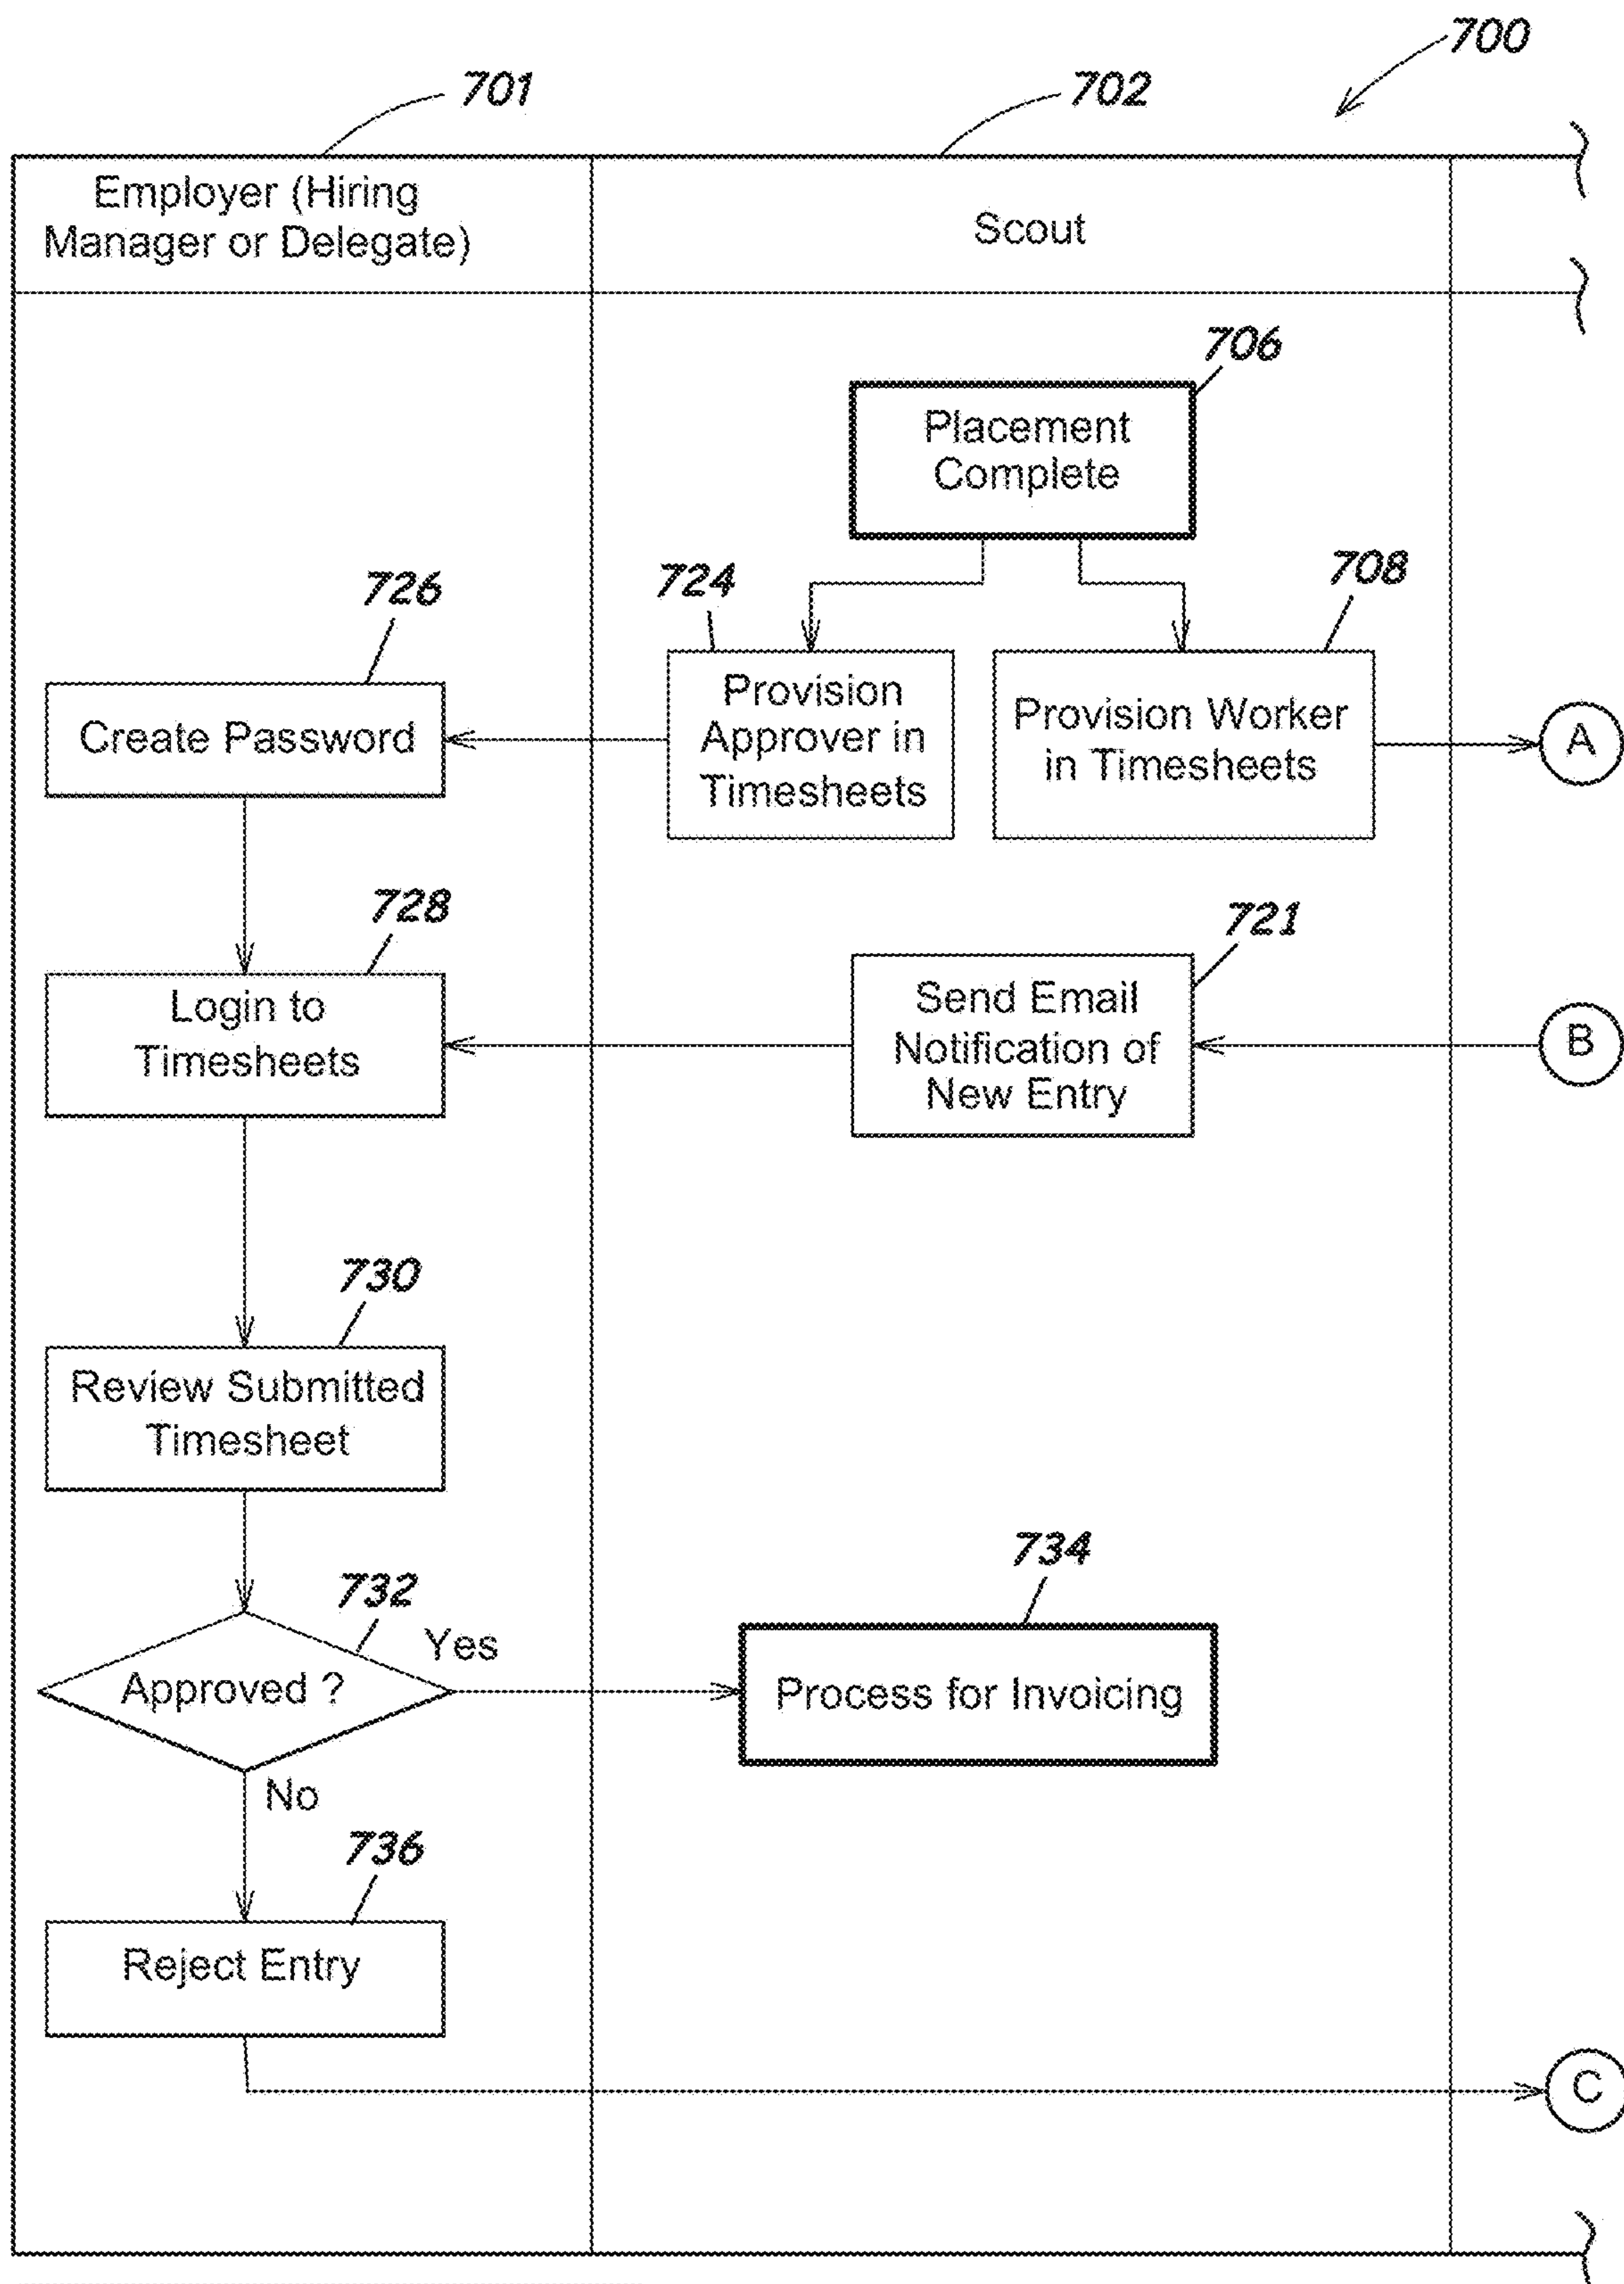 700
701
702
Employer (Hiring
Manager or Delegate)
Scout
706
Placement
Complete
726
724
708
Create Password
Provision
Approver in
Timesheets
Provision Worker
in Timesheets
A
728
721
Login to
Timesheets
Send Email
Notification of
New Entry
B
730
Review Submitted
Timesheet
732
Yes
734
Approved ?
Process for Invoicing
No
736
Reject Entry
C